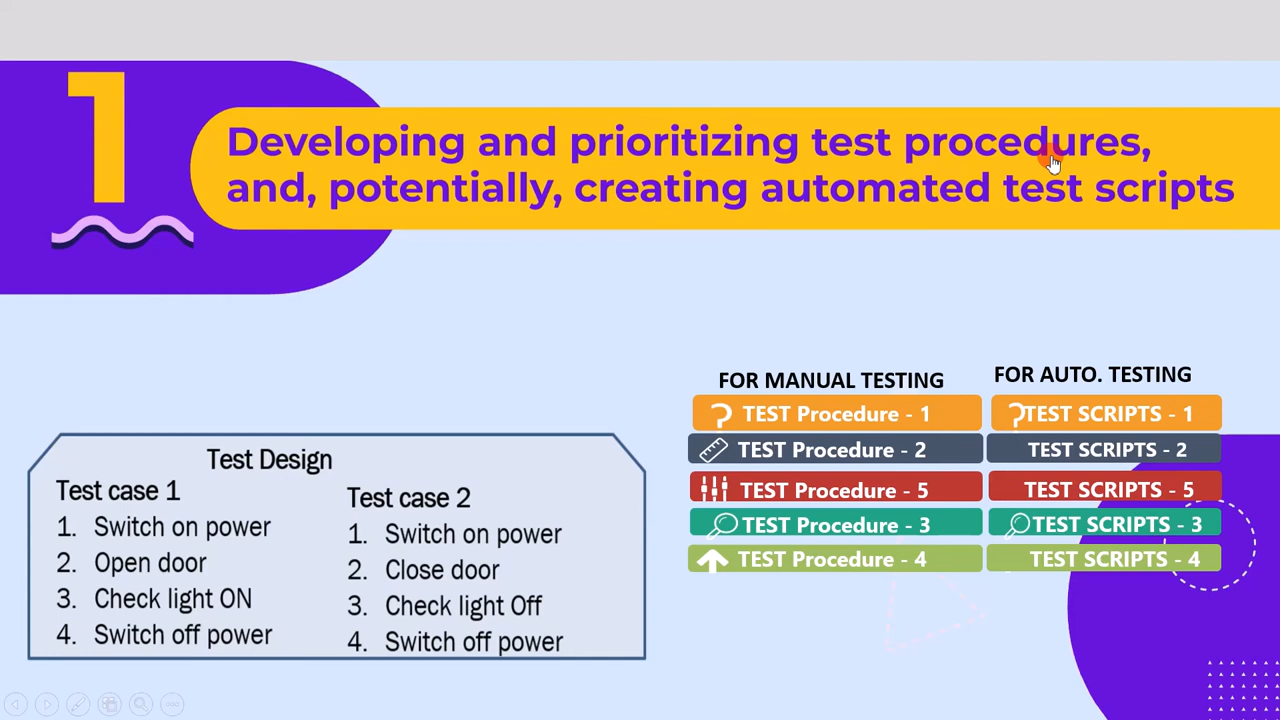 1
Developing and prioritizing test procedures,
and, potentially, creating automated test scripts
Test Design
Test case 1
1. Switch on power
2. Open door
3. Check light ON
4. Switch off power
Test case 2
1. Switch on power
2. Close door
3. Check light Off
4. Switch off power
FOR MANUAL TESTING
TEST Procedure - 1
TEST Procedure - 2
TEST Procedure - 5
TEST Procedure - 3
TEST Procedure - 4
FOR AUTO. TESTING
TEST SCRIPTS - 1
TEST SCRIPTS - 2
TEST SCRIPTS - 5
TEST SCRIPTS - 3
TEST SCRIPTS - 4